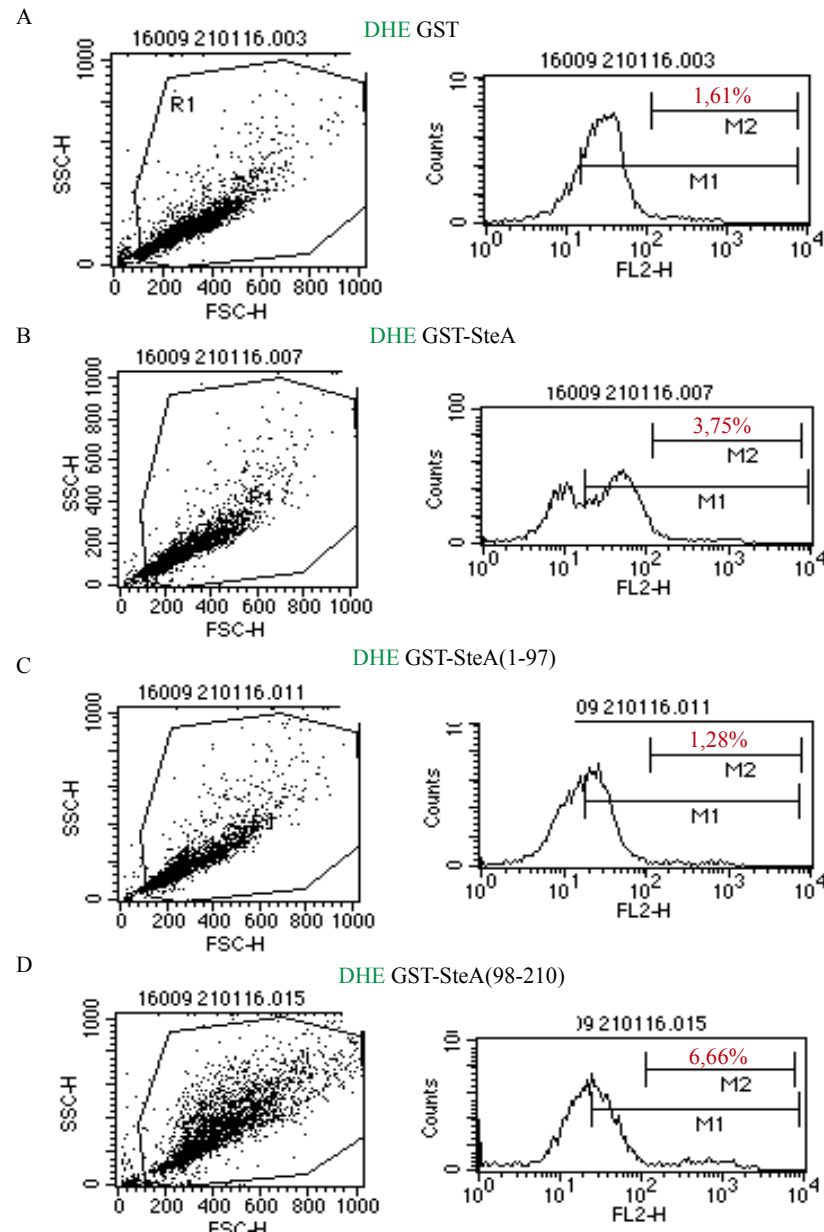 A
DHE GST
16009 210116.003
R1
SSC-H
0
1000
0 200 400 600 800 1000
FSC-H
16009 210116.003
1,61%
M2
M1
Counts
0
10
10^0 10^1 10^2 10^3 10^4
FL2-H
B
DHE GST-SteA
16009 210116.007
SSC-H
0 200 400 600 800 1000
0 200 400 600 800 1000
FSC-H
16009 210116.007
3,75%
M2
M1
Counts
0
100
10^0 10^1 10^2 10^3 10^4
FL2-H
C
DHE GST-SteA(1-97)
16009 210116.011
SSC-H
0
1000
0 200 400 600 800 1000
FSC-H
09 210116.011
1,28%
M2
M1
Counts
0
10^0 10^1 10^2 10^3 10^4
FL2-H
D
DHE GST-SteA(98-210)
16009 210116.015
SSC-H
0
1000
0 200 400 600 800 1000
FSC-H
09 210116.015
6,66%
M2
M1
Counts
0
10^0 10^1 10^2 10^3 10^4
FL2-H